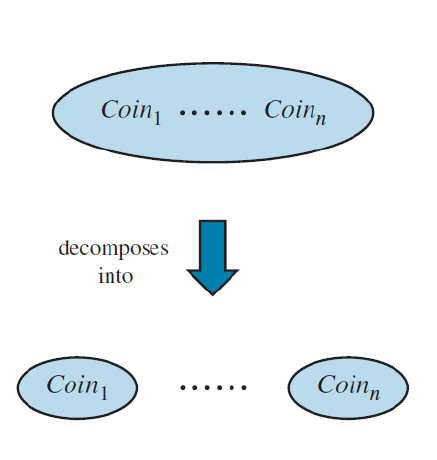 Coin₁ ...... Coinₙ
decomposes
into
Coin₁ ...... Coinₙ